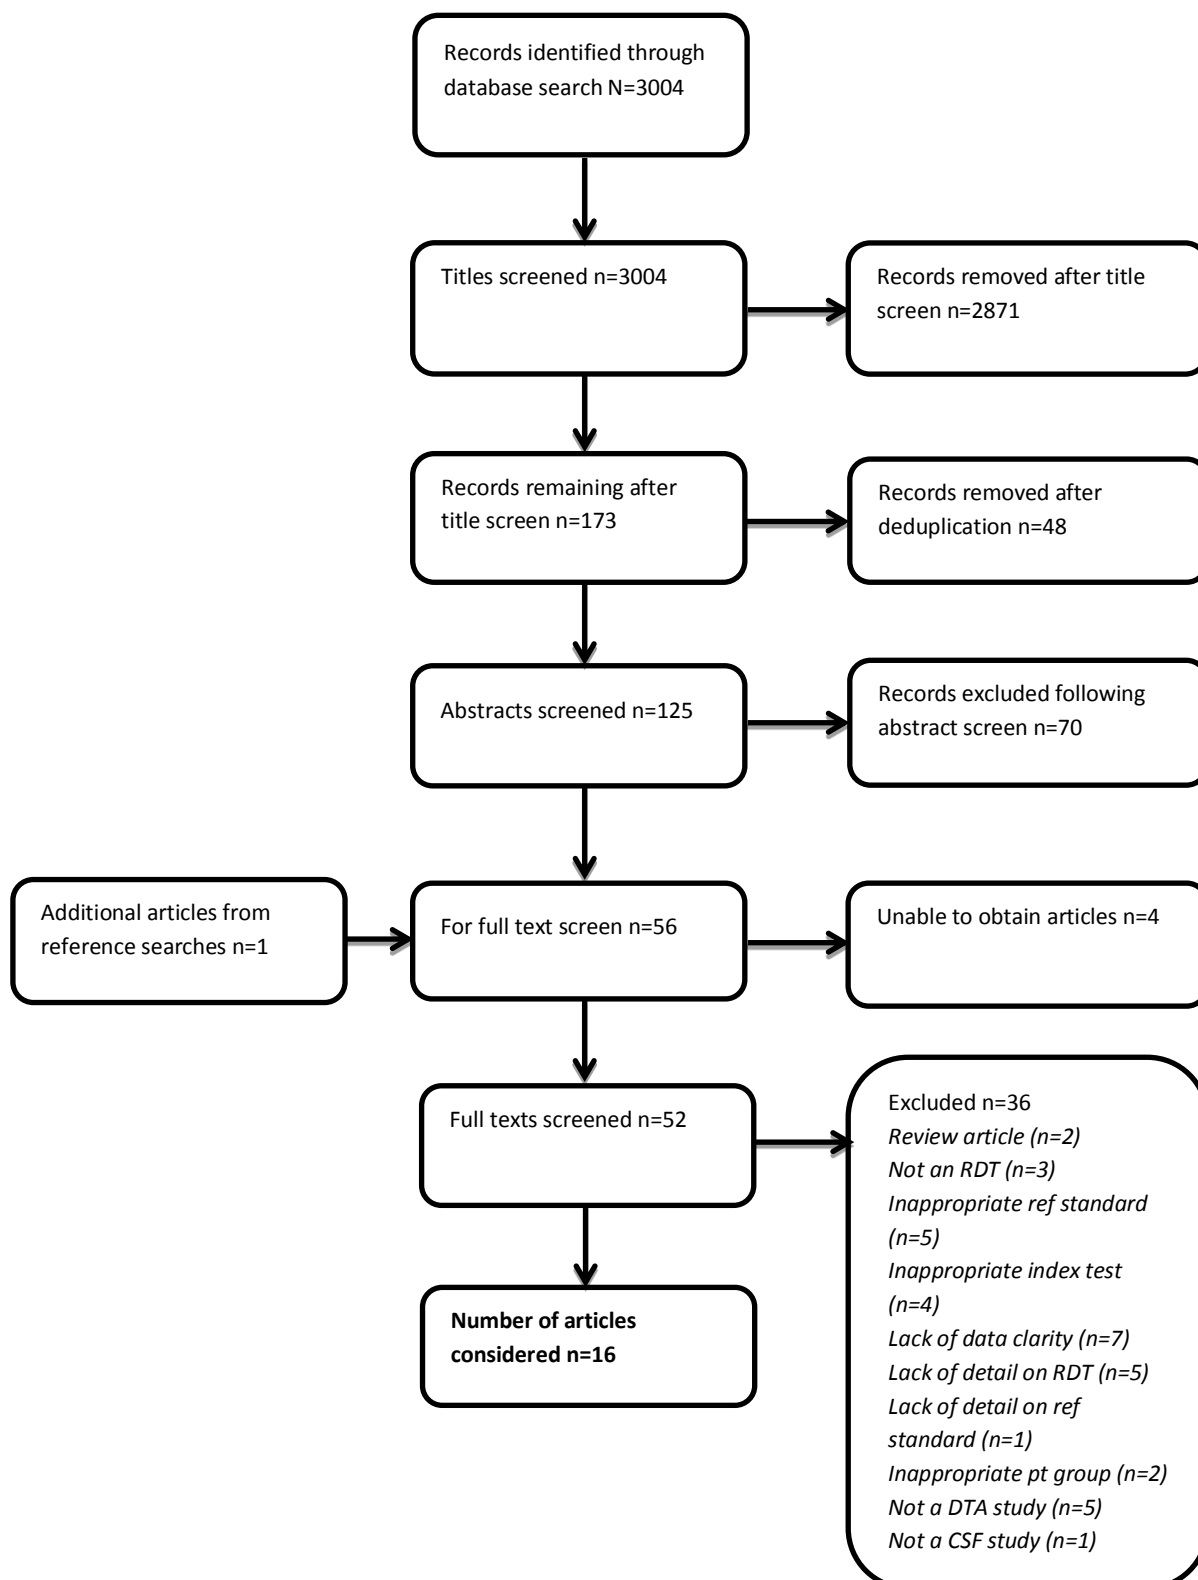 Records identified through
database search N=3004
Titles screened n=3004
Records removed after title
screen n=2871
Records remaining after
title screen n=173
Records removed after
deduplication n=48
Abstracts screened n=125
Records excluded following
abstract screen n=70
Additional articles from
reference searches n=1
For full text screen n=56
Unable to obtain articles n=4
Full texts screened n=52
Excluded n=36
Review article (n=2)
Not an RDT (n=3)
Inappropriate ref standard
(n=5)
Inappropriate index test
(n=4)
Lack of data clarity (n=7)
Lack of detail on RDT (n=5)
Lack of detail on ref
standard (n=1)
Inappropriate pt group (n=2)
Not a DTA study (n=5)
Not a CSF study (n=1)
Number of articles
considered n=16